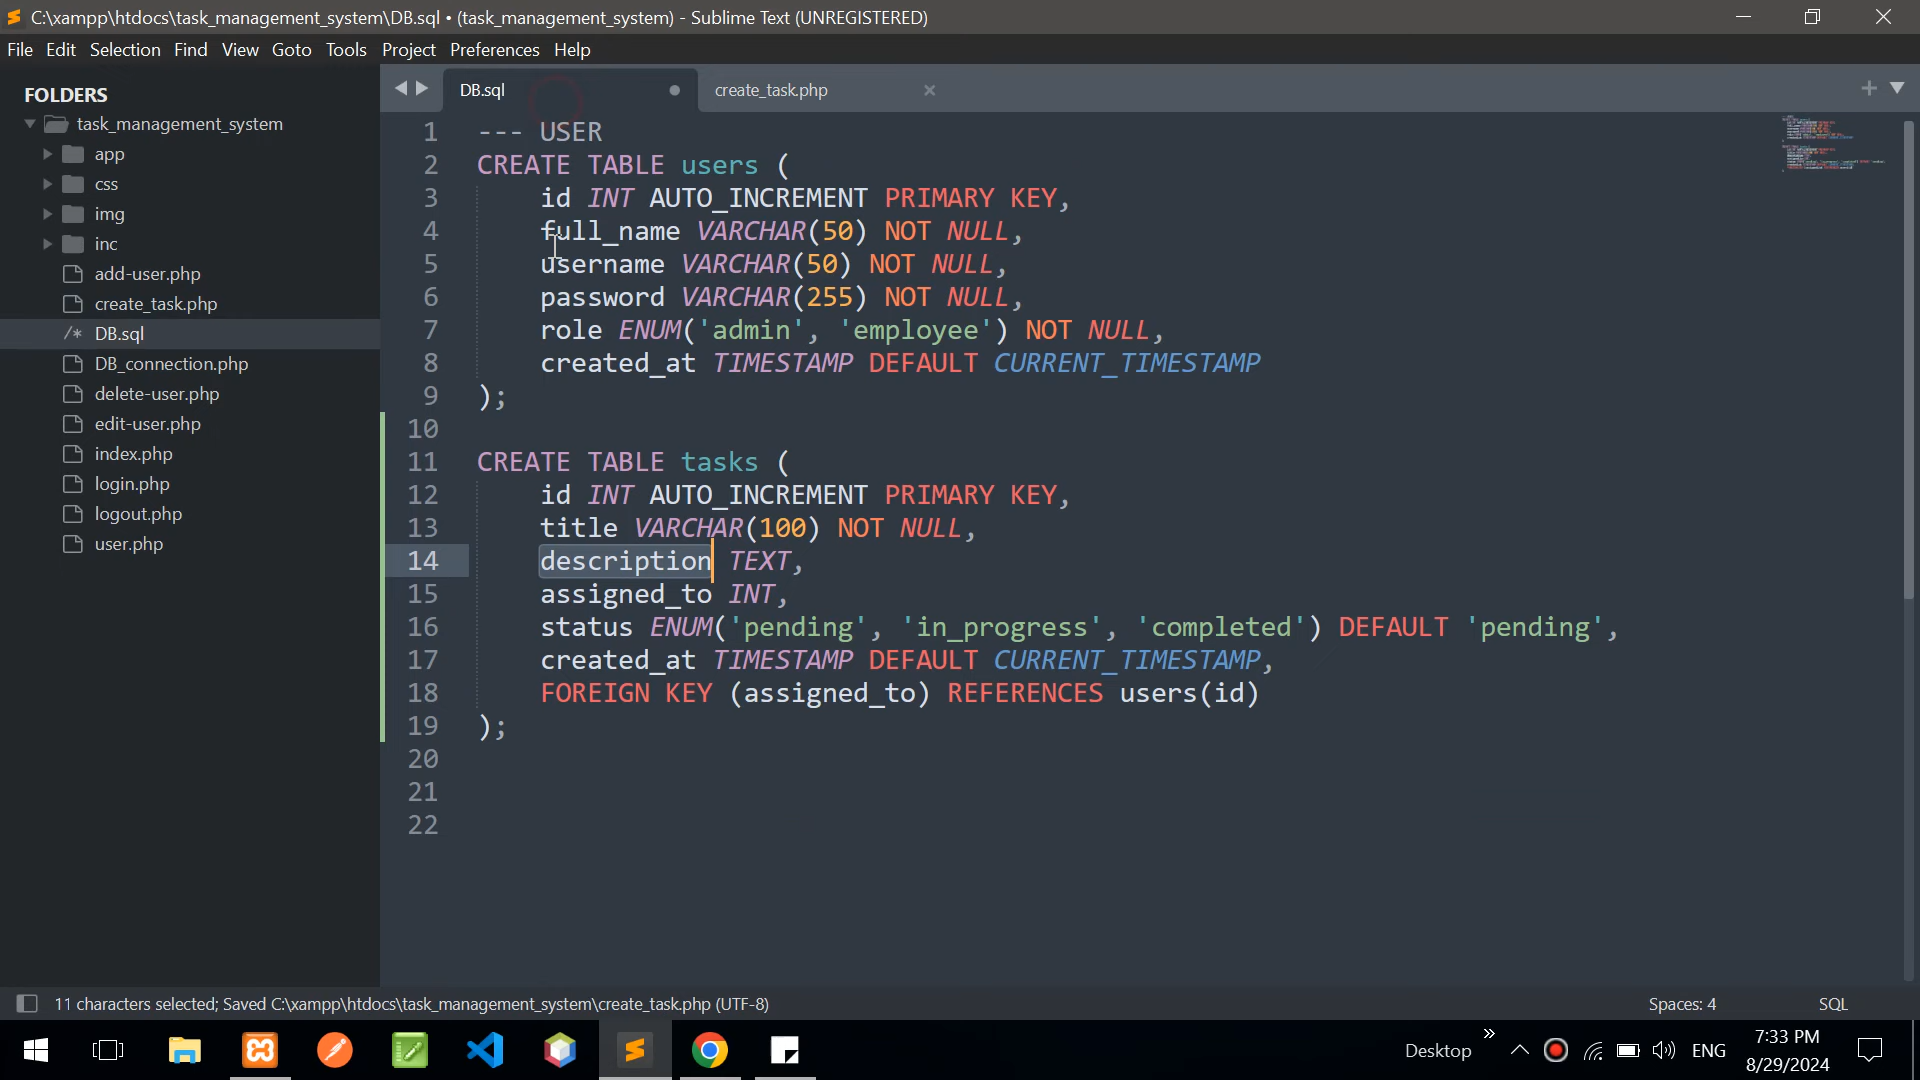 C:\xampp\htdocs\task_management_system\DB.sql • (task_management_system) - Sublime Text (UNREGISTERED)
File Edit Selection Find View Goto Tools Project Preferences Help
FOLDERS
task_management_system
app
css
img
inc
add-user.php
create_task.php
/* DB.sql
DB_connection.php
delete-user.php
edit-user.php
index.php
login.php
logout.php
user.php
DB.sql create_task.php
1 --- USER
2 CREATE TABLE users (
3 id INT AUTO_INCREMENT PRIMARY KEY,
4 full_name VARCHAR(50) NOT NULL,
5 username VARCHAR(50) NOT NULL,
6 password VARCHAR(255) NOT NULL,
7 role ENUM('admin', 'employee') NOT NULL,
8 created_at TIMESTAMP DEFAULT CURRENT_TIMESTAMP
9 );
10
11 CREATE TABLE tasks (
12 id INT AUTO_INCREMENT PRIMARY KEY,
13 title VARCHAR(100) NOT NULL,
14 description TEXT,
15 assigned_to INT,
16 status ENUM('pending', 'in_progress', 'completed') DEFAULT 'pending',
17 created_at TIMESTAMP DEFAULT CURRENT_TIMESTAMP,
18 FOREIGN KEY (assigned_to) REFERENCES users(id)
19 );
20
21
22
11 characters selected; Saved C:\xampp\htdocs\task_management_system\create_task.php (UTF-8) Spaces: 4 SQL
Desktop » ENG 7:33 PM
8/29/2024